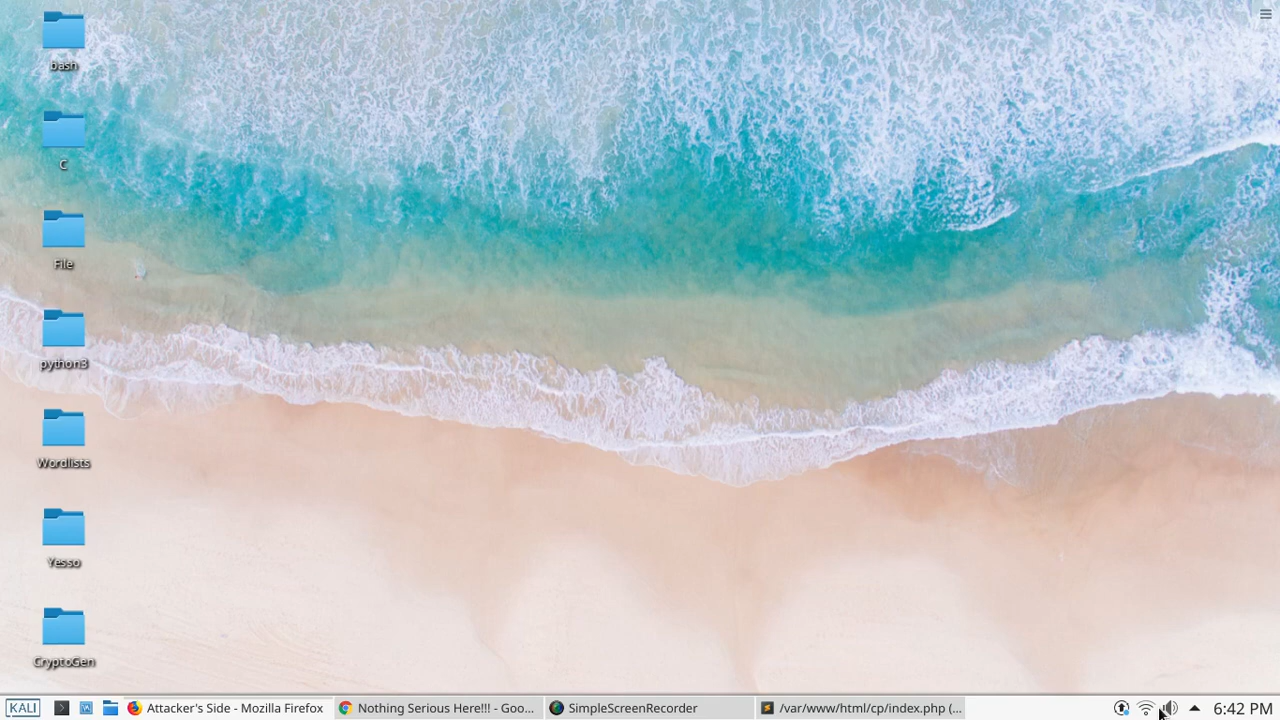 bash
C
File
python3
Wordlists
Yesso
CryptoGen
KALI
Attacker's Side - Mozilla Firefox
Nothing Serious Here!!! - Goo...
SimpleScreenRecorder
/var/www/html/cp/index.php (...
6:42 PM